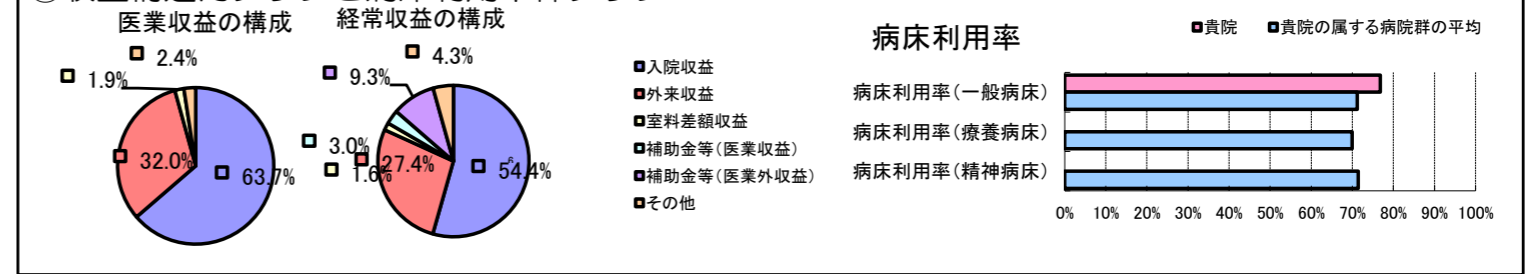 医業収益の構成
経常収益の構成
2.4%
1.9%
32.0%
63.7%
4.3%
9.3%
3.0%
1.6%
27.4%
54.4%
入院収益
外来収益
室料差額収益
補助金等(医業収益)
補助金等(医業外収益)
その他
病床利用率
貴院 貴院の属する病院群の平均
病床利用率(一般病床)
病床利用率(療養病床)
病床利用率(精神病床)
0% 10% 20% 30% 40% 50% 60% 70% 80% 90% 100%